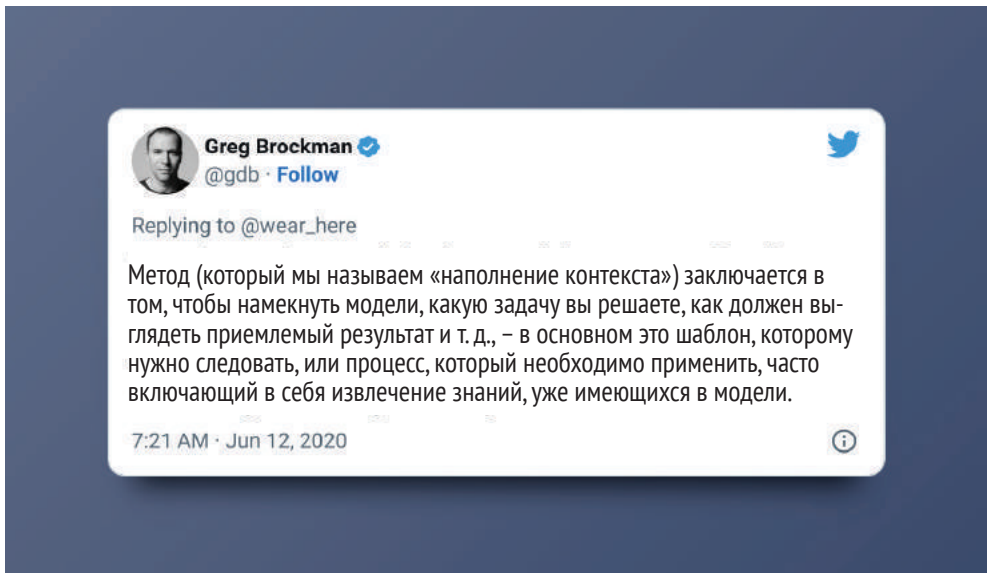 Greg Brockman
@gdb · Follow
Replying to @wear_here
Метод (который мы называем «наполнение контекста») заключается в
том, чтобы намекнуть модели, какую задачу вы решаете, как должен вы-
глядеть приемлемый результат и т. д., – в основном это шаблон, которому
нужно следовать, или процесс, который необходимо применить, часто
включающий в себя извлечение знаний, уже имеющихся в модели.
7:21 AM · Jun 12, 2020